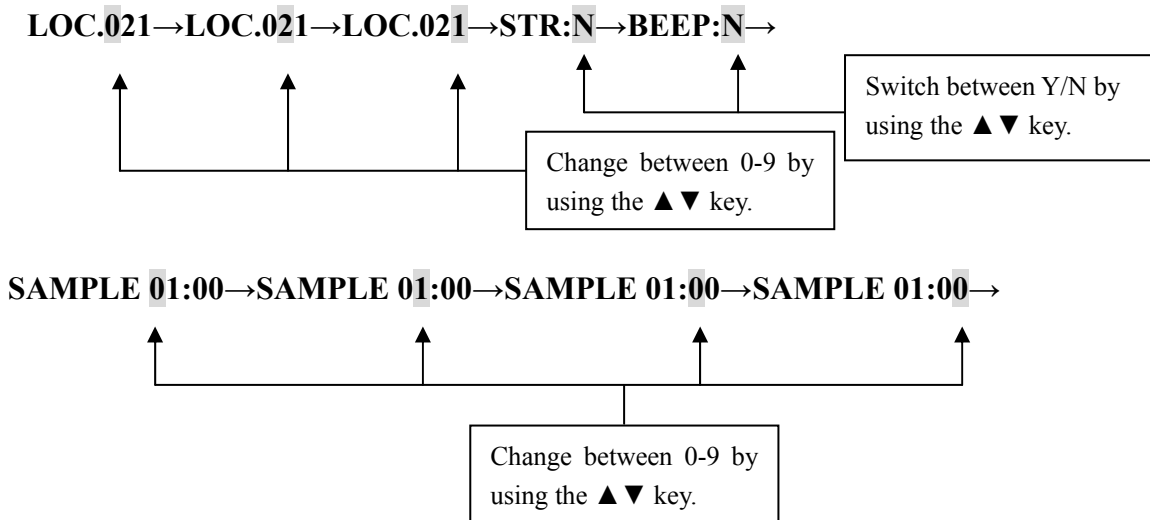 LOC.021→LOC.021→LOC.021→STR:N→BEEP:N→
Switch between Y/N by
using the ▲▼ key.
Change between 0-9 by
using the ▲▼ key.
SAMPLE 01:00→SAMPLE 01:00→SAMPLE 01:00→SAMPLE 01:00→
Change between 0-9 by
using the ▲▼ key.